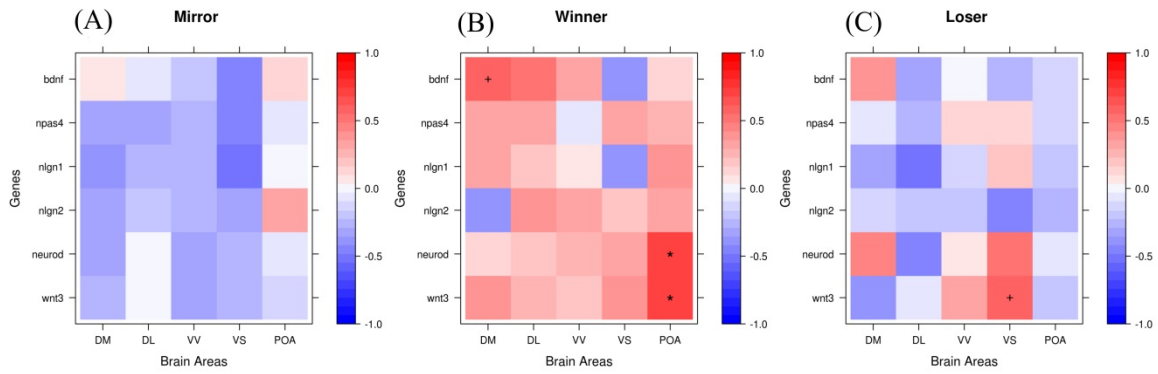 (A) Mirror
Genes
bdnf
npas4
nlgn1
nlgn2
neurod
wnt3
DM DL VV VS POA
Brain Areas
1.0
0.5
0.0
-0.5
-1.0
(B) Winner
Genes
bdnf
npas4
nlgn1
nlgn2
neurod
wnt3
+
*
*
DM DL VV VS POA
Brain Areas
1.0
0.5
0.0
-0.5
-1.0
(C) Loser
Genes
bdnf
npas4
nlgn1
nlgn2
neurod
wnt3
+
DM DL VV VS POA
Brain Areas
1.0
0.5
0.0
-0.5
-1.0